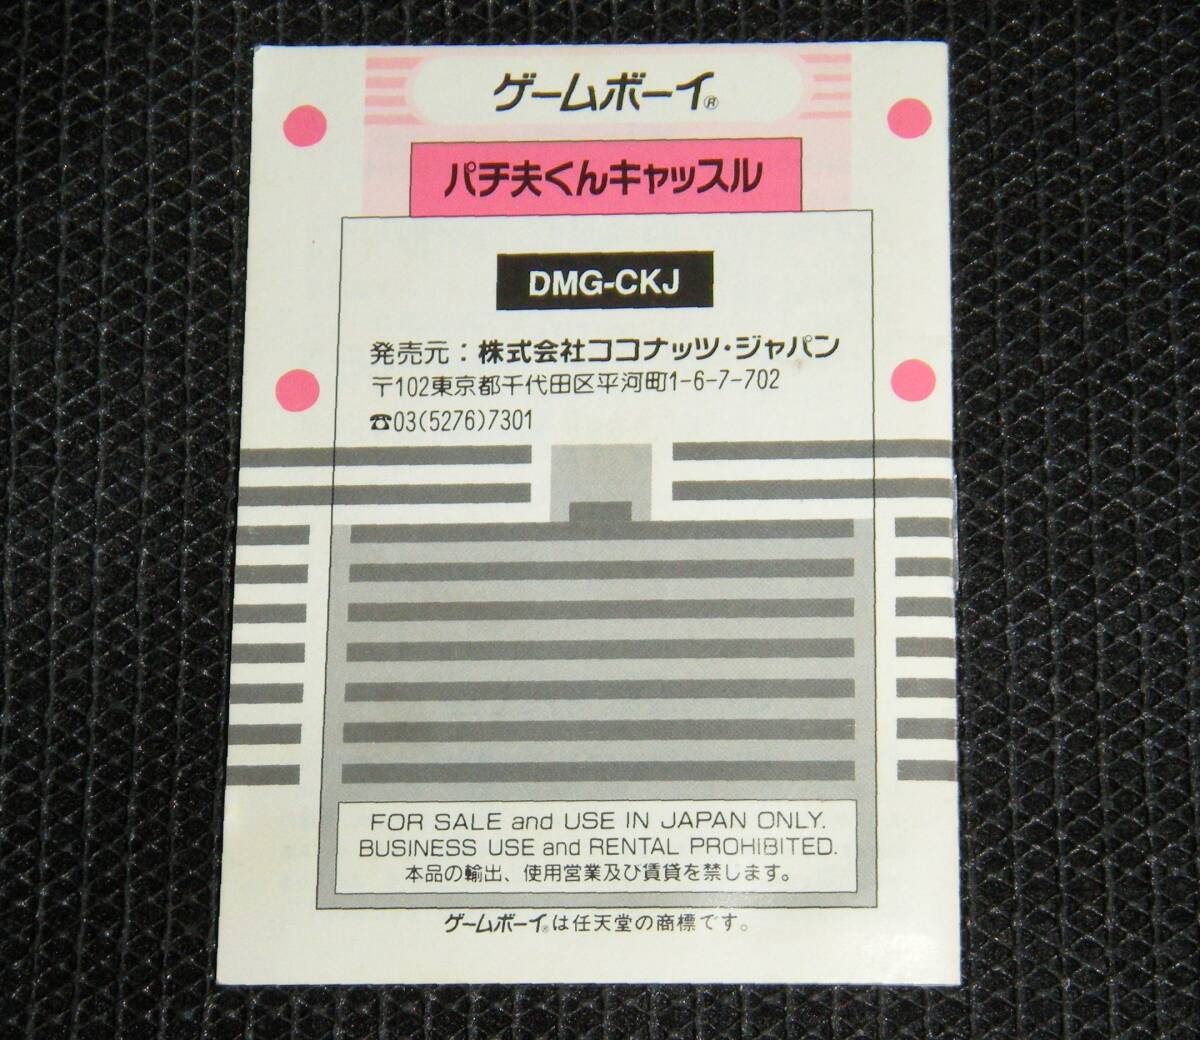 ゲームボーイ®
パチ夫くんキャッスル
DMG-CKJ
発売元：株式会社ココナッツ・ジャパン
〒102東京都千代田区平河町1-6-7-702
☎03(5276)7301
FOR SALE and USE IN JAPAN ONLY.
BUSINESS USE and RENTAL PROHIBITED.
本品の輸出、使用営業及び賃貸を禁じます。
ゲームボーイ®は任天堂の商標です。